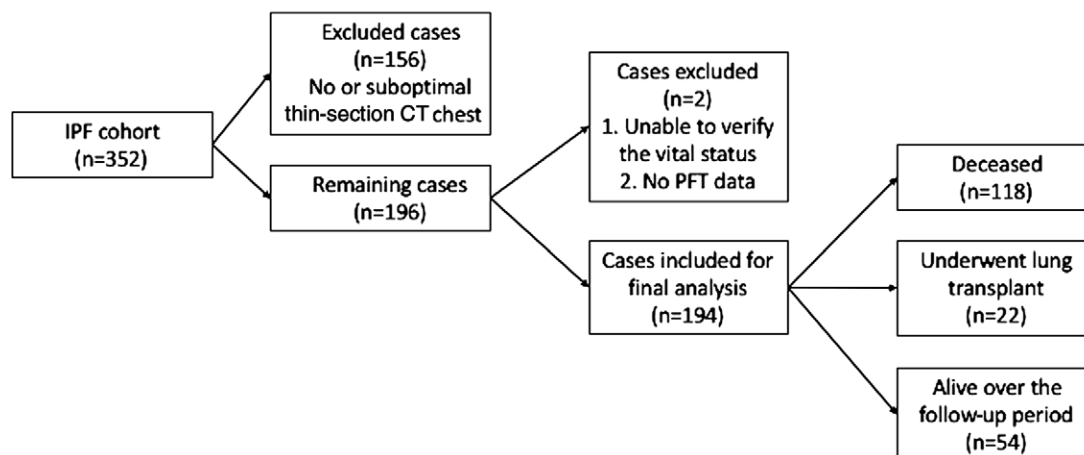 IPF cohort
(n=352)
Excluded cases
(n=156)
No or suboptimal
thin-section CT chest
Remaining cases
(n=196)
Cases excluded
(n=2)
1. Unable to verify
the vital status
2. No PFT data
Cases included for
final analysis
(n=194)
Deceased
(n=118)
Underwent lung
transplant
(n=22)
Alive over the
follow-up period
(n=54)